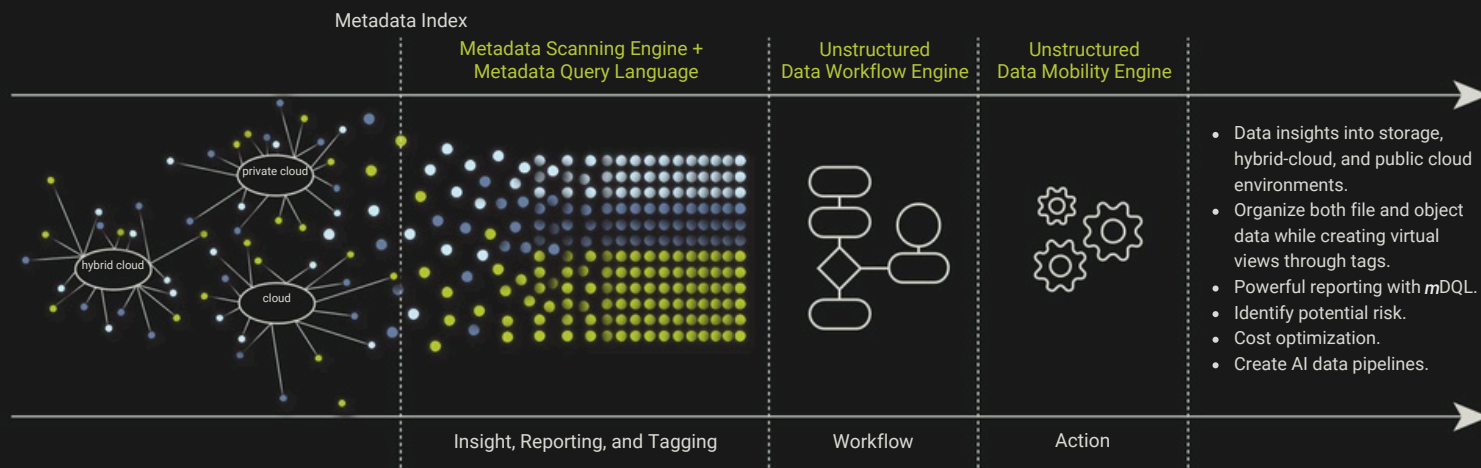 Metadata Index
Metadata Scanning Engine +
Metadata Query Language
Unstructured
Data Workflow Engine
Unstructured
Data Mobility Engine
private cloud
hybrid cloud
cloud
• Data insights into storage,
hybrid-cloud, and public cloud
environments.
• Organize both file and object
data while creating virtual
views through tags.
• Powerful reporting with mDQL.
• Identify potential risk.
• Cost optimization.
• Create AI data pipelines.
Insight, Reporting, and Tagging
Workflow
Action